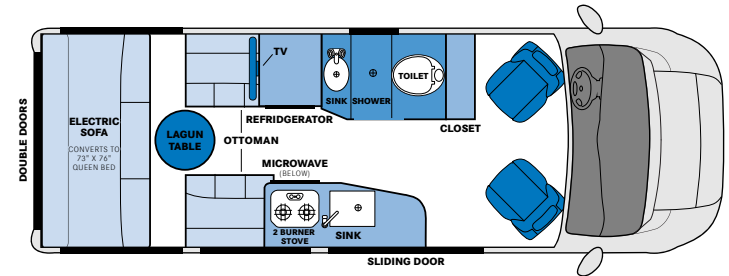 DOUBLE DOORS
ELECTRIC
SOFA
CONVERTS TO
73" X 76"
QUEEN BED
LAGUN
TABLE
TV
REFRIDGERATOR
OTTOMAN
SINK
SHOWER
TOILET
CLOSET
MICROWAVE
(BELOW)
2 BURNER
STOVE
SINK
SLIDING DOOR